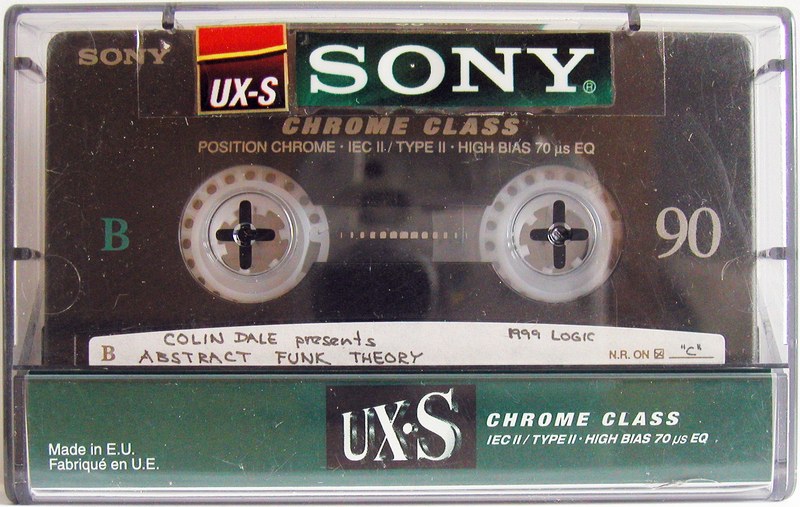 SONY
UX-S
SONY®
CHROME CLASS
POSITION CHROME · IEC II / TYPE II · HIGH BIAS 70 µs EQ
B
90
COLIN DALE presents
1999 LOGIC
B
ABSTRACT FUNK THEORY
N.R. ON ☒ "C"
UX·S
CHROME CLASS
IEC II / TYPE II · HIGH BIAS 70 µs EQ
Made in E.U.
Fabriqué en U.E.